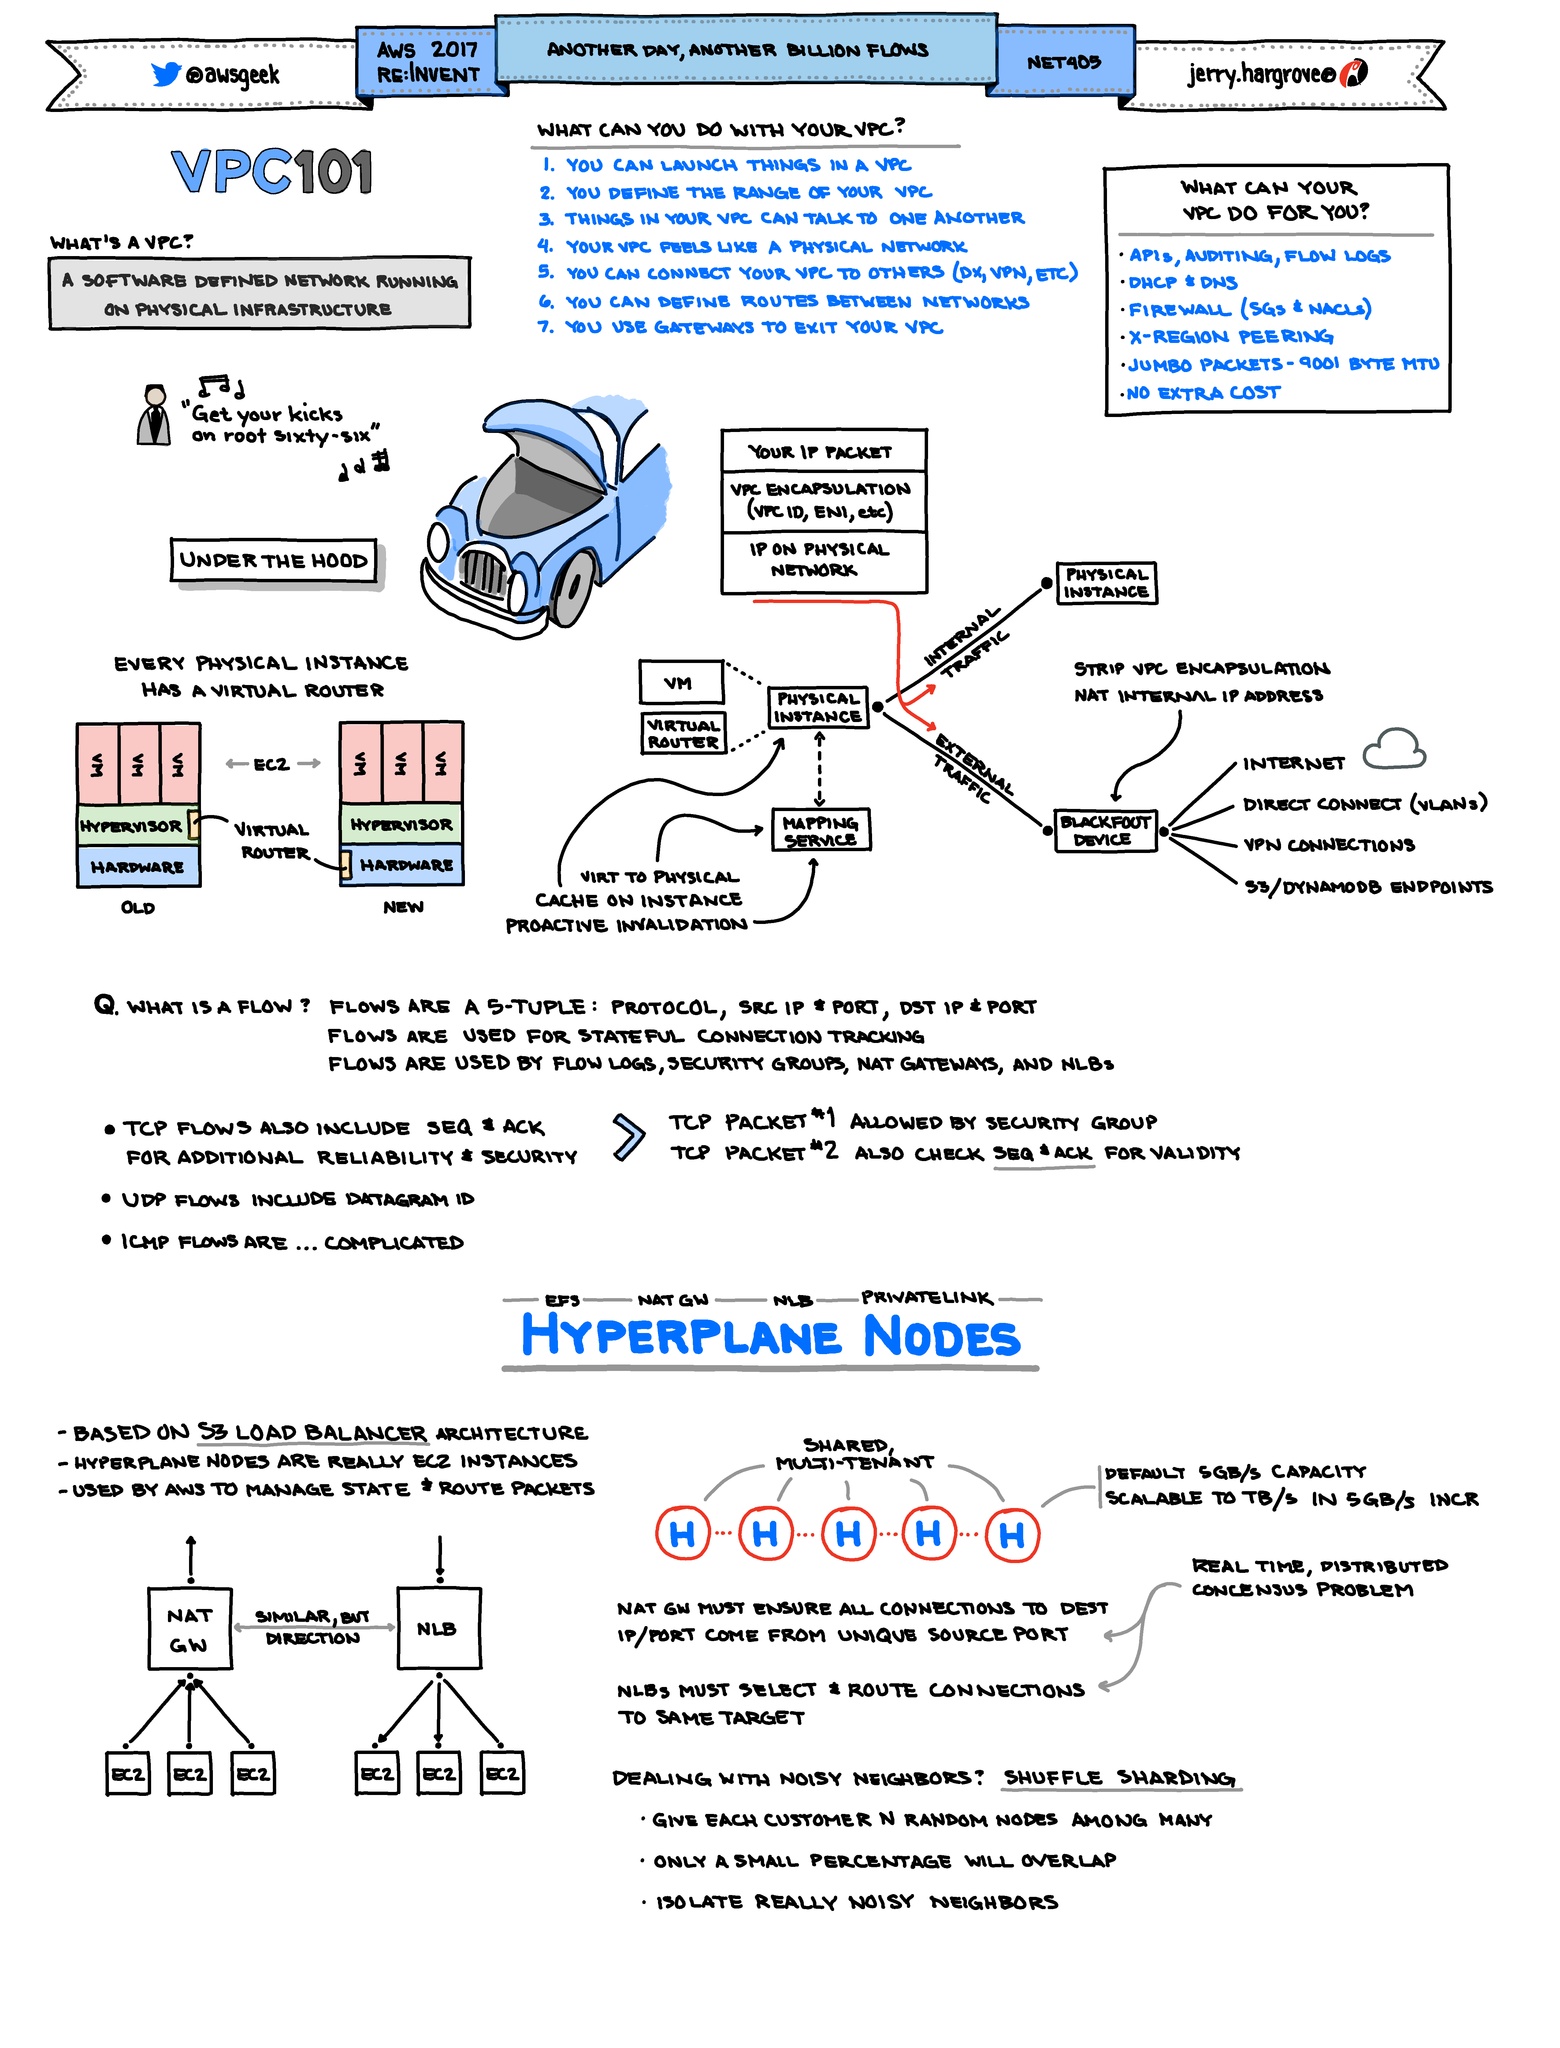 @awsgeek
AWS 2017
RE:INVENT
ANOTHER DAY, ANOTHER BILLION FLOWS
NET405
jerry.hargrove@
VPC101
WHAT'S A VPC?
A SOFTWARE DEFINED NETWORK RUNNING
ON PHYSICAL INFRASTRUCTURE
WHAT CAN YOU DO WITH YOUR VPC?
1. YOU CAN LAUNCH THINGS IN A VPC
2. YOU DEFINE THE RANGE OF YOUR VPC
3. THINGS IN YOUR VPC CAN TALK TO ONE ANOTHER
4. YOUR VPC FEELS LIKE A PHYSICAL NETWORK
5. YOU CAN CONNECT YOUR VPC TO OTHERS (DX, VPN, ETC)
6. YOU CAN DEFINE ROUTES BETWEEN NETWORKS
7. YOU USE GATEWAYS TO EXIT YOUR VPC
WHAT CAN YOUR
VPC DO FOR YOU?
· APIs, AUDITING, FLOW LOGS
· DHCP & DNS
· FIREWALL (SGs & NACLs)
· X-REGION PEERING
· JUMBO PACKETS - 9001 BYTE MTU
· NO EXTRA COST
"Get your kicks
on root sixty-six"
UNDER THE HOOD
YOUR IP PACKET
VPC ENCAPSULATION
(VPC ID, ENI, etc)
IP ON PHYSICAL
NETWORK
EVERY PHYSICAL INSTANCE
HAS A VIRTUAL ROUTER
VM VM VM
HYPERVISOR
HARDWARE
OLD
← EC2 →
VIRTUAL
ROUTER
VM VM VM
HYPERVISOR
HARDWARE
NEW
VM
VIRTUAL
ROUTER
PHYSICAL
INSTANCE
INTERNAL
TRAFFIC
PHYSICAL
INSTANCE
EXTERNAL
TRAFFIC
MAPPING
SERVICE
VIRT TO PHYSICAL
CACHE ON INSTANCE
PROACTIVE INVALIDATION
STRIP VPC ENCAPSULATION
NAT INTERNAL IP ADDRESS
BLACKFOOT
DEVICE
INTERNET
DIRECT CONNECT (VLANs)
VPN CONNECTIONS
S3/DYNAMODB ENDPOINTS
Q. WHAT IS A FLOW? FLOWS ARE A 5-TUPLE: PROTOCOL, SRC IP & PORT, DST IP & PORT
FLOWS ARE USED FOR STATEFUL CONNECTION TRACKING
FLOWS ARE USED BY FLOW LOGS, SECURITY GROUPS, NAT GATEWAYS, AND NLBs
• TCP FLOWS ALSO INCLUDE SEQ & ACK
FOR ADDITIONAL RELIABILITY & SECURITY
TCP PACKET #1 ALLOWED BY SECURITY GROUP
TCP PACKET #2 ALSO CHECK SEQ & ACK FOR VALIDITY
• UDP FLOWS INCLUDE DATAGRAM ID
• ICMP FLOWS ARE ... COMPLICATED
EFS NAT GW NLB PRIVATELINK
HYPERPLANE NODES
- BASED ON S3 LOAD BALANCER ARCHITECTURE
- HYPERPLANE NODES ARE REALLY EC2 INSTANCES
- USED BY AWS TO MANAGE STATE & ROUTE PACKETS
NAT
GW
SIMILAR, BUT
DIRECTION
NLB
EC2 EC2 EC2
EC2 EC2 EC2
SHARED,
MULTI-TENANT
H ... H ... H ... H ... H
DEFAULT 5GB/S CAPACITY
SCALABLE TO TB/S IN 5GB/S INCR
REAL TIME, DISTRIBUTED
CONCENSUS PROBLEM
NAT GW MUST ENSURE ALL CONNECTIONS TO DEST
IP/PORT COME FROM UNIQUE SOURCE PORT
NLBs MUST SELECT & ROUTE CONNECTIONS
TO SAME TARGET
DEALING WITH NOISY NEIGHBORS? SHUFFLE SHARDING
· GIVE EACH CUSTOMER N RANDOM NODES AMONG MANY
· ONLY A SMALL PERCENTAGE WILL OVERLAP
· ISOLATE REALLY NOISY NEIGHBORS